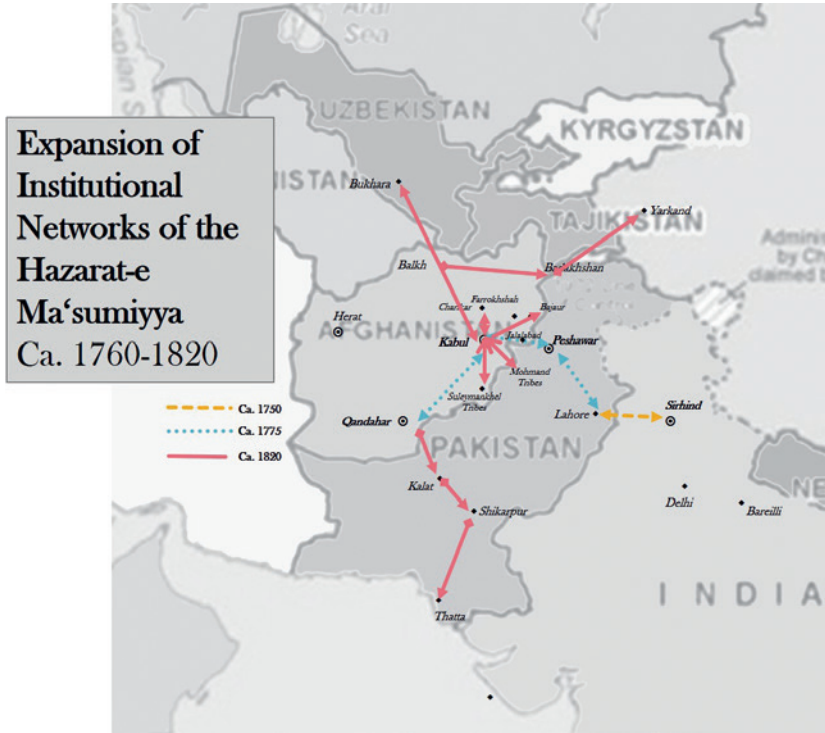 Aral
Sea
UZBEKISTAN
KYRGYZSTAN
Expansion of
Institutional
Networks of the
Hazarat-e
Ma‘sumiyya
Ca. 1760-1820
Bukhara
TAJIKISTAN
Yarkand
Balkh
Badakhshan
Farrokhshah
Charikar
Bajaur
Herat
AFGHANISTAN
Kabul
Jalalabad
Peshawar
Mohmand
Tribes
Suleymankhel
Tribes
Ca. 1750
Ca. 1775
Ca. 1820
Qandahar
Lahore
Sirhind
PAKISTAN
Kalat
Shikarpur
Delhi
Bareilli
Thatta
INDIA